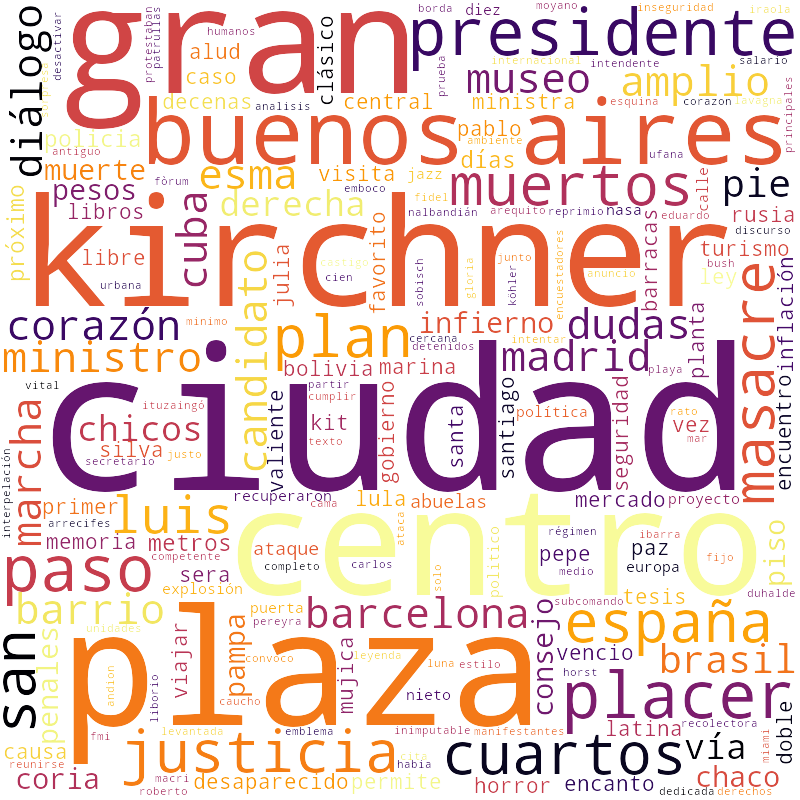 borda diez moyano inseguridad iraola
gran presidente
humanos protestaban patrullas desactivar
diálogo alud caso clásico internacional intendente salario
museo amplio prueba
decenas analisis central ministra esquina corazon lavagna principales
policia buenos aires pablo ambiente ufana
antiguo muerte esma visita jazz días muertos pie
pesos fòrum emboco derecha fidel
libros nalbandián arequito reprimio nasa eduardo calle rusia
próximo cuba kirchner discurso
libre julia favorito barracas turismo
urbana castigo cien junto gloria encuestadores anuncio bush ley
sobisch köhler
corazón minimo candidato plan infierno dudas planta inflación
ministro cercana detenidos intentar madrid masacre
bolivia marina playa rato encuentro
vital partir cumplir ciudad
ituzaingó valiente kit gobierno santa santiago política seguridad vez mar
marcha chicos texto
silva justo
interpelación secretario
recuperaron cama lula abuelas mercado proyecto
primer luis centro
arrecifes memoria metros ataque ataca régimen ibarra
paso competente completo carlos politico pepe paz piso
sera solo medio europa fijo
explosión duhalde
barrio puerta barcelona subcomando tesis
san penales unidades pereyra plaza consejo españa
viajar pampa convoco leyenda mujica luna estilo vencio brasil
andion liborio nieto horst placer
caucho emblema inimputable manifestantes latina recolectora
causa fmi levantada justicia cita cuartos vía doble
reunirse había miami
coria macri desaparecido permite horror encanto chaco
roberto dedicada derechos